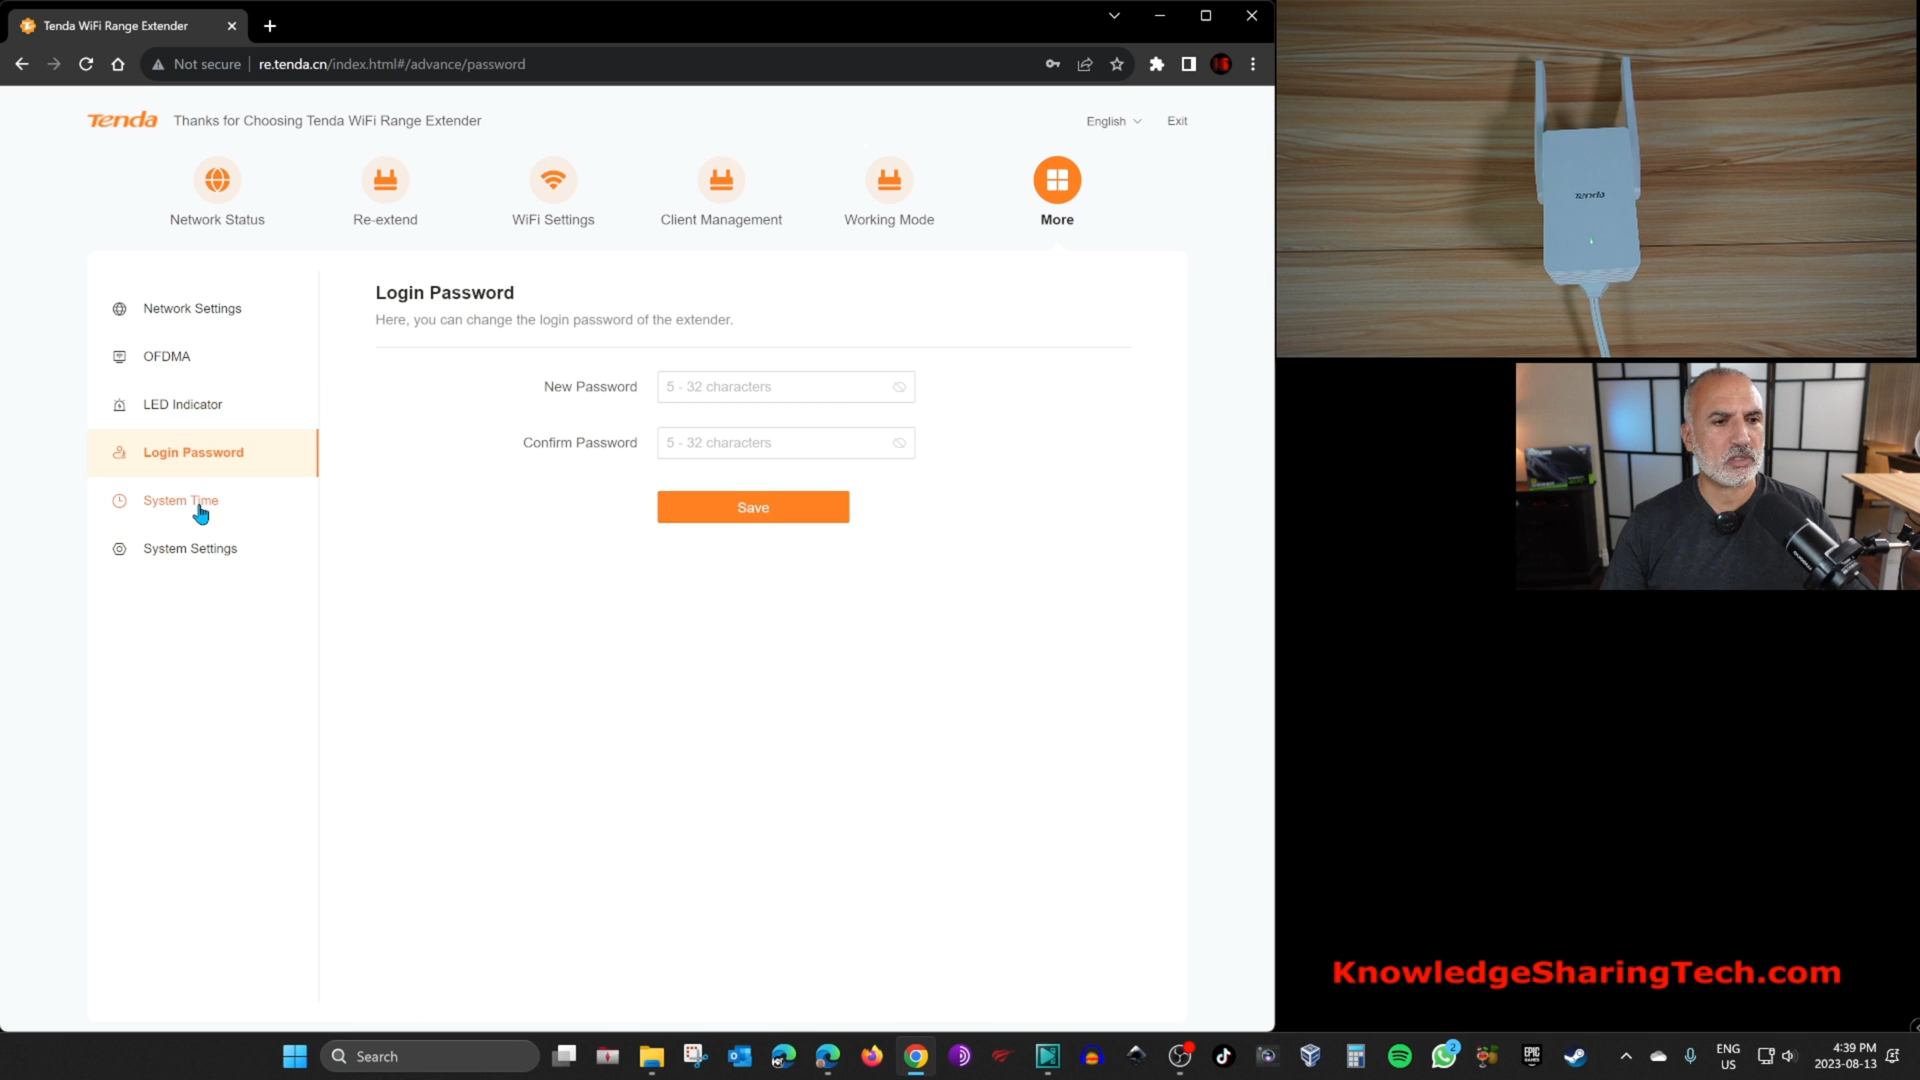 Tenda WiFi Range Extender
Not secure
re.tenda.cn/index.html#/advance/password
Tenda
Thanks for Choosing Tenda WiFi Range Extender
English
Exit
Network Status
Re-extend
WiFi Settings
Client Management
Working Mode
More
Network Settings
OFDMA
LED Indicator
Login Password
System Time
System Settings
Login Password
Here, you can change the login password of the extender.
New Password
5 - 32 characters
Confirm Password
5 - 32 characters
Save
Tenda
KnowledgeSharingTech.com
Search
2
EPIC
GAMES
ENG
US
4:39 PM
2023-08-13